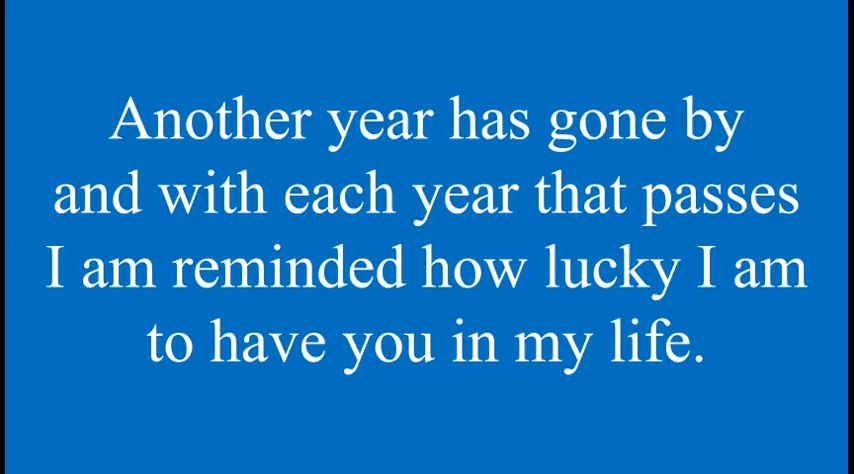 Another year has gone by
and with each year that passes
I am reminded how lucky I am
to have you in my life.